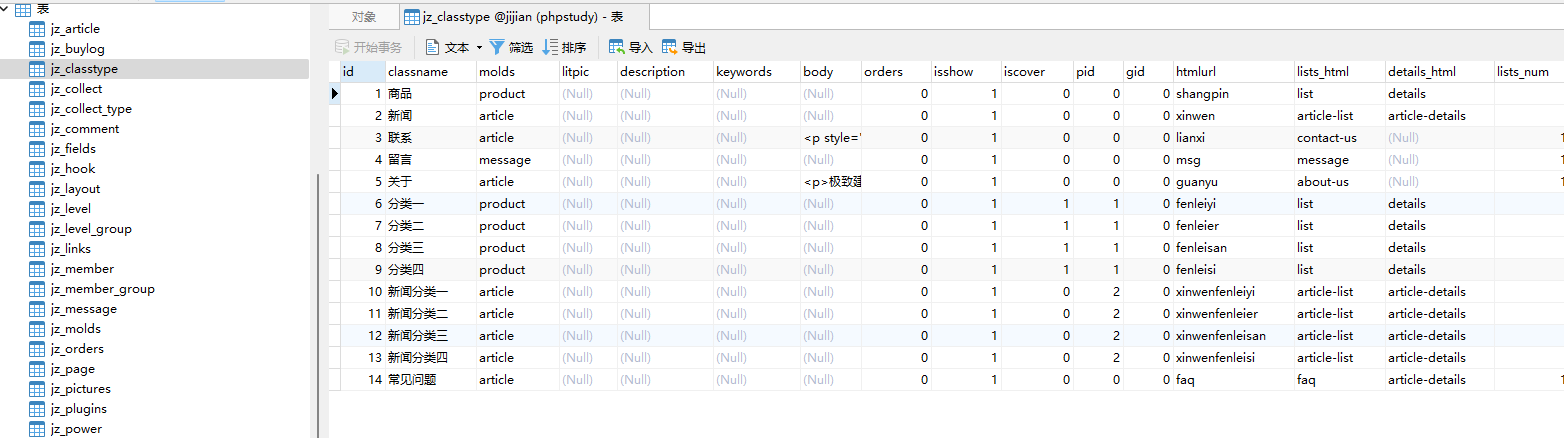 表
jz_article
jz_buylog
jz_classtype
jz_collect
jz_collect_type
jz_comment
jz_fields
jz_hook
jz_layout
jz_level
jz_level_group
jz_links
jz_member
jz_member_group
jz_message
jz_molds
jz_orders
jz_page
jz_pictures
jz_plugins
jz_power
对象 jz_classtype @jijian (phpstudy) - 表
开始事务 文本 筛选 排序 导入 导出
id classname molds litpic description keywords body orders isshow iscover pid gid htmlurl lists_html details_html lists_num
1 商品 product (Null) (Null) (Null) (Null) 0 1 0 0 0 shangpin list details
2 新闻 article (Null) (Null) (Null) (Null) 0 1 0 0 0 xinwen article-list article-details
3 联系 article (Null) (Null) (Null) <p style=' 0 1 0 0 0 lianxi contact-us (Null) 1
4 留言 message (Null) (Null) (Null) (Null) 0 1 0 0 0 msg message (Null) 1
5 关于 article (Null) (Null) (Null) <p>极致建 0 1 0 0 0 guanyu about-us (Null) 1
6 分类一 product (Null) (Null) (Null) (Null) 0 1 1 1 0 fenleiyi list details
7 分类二 product (Null) (Null) (Null) (Null) 0 1 1 1 0 fenleier list details
8 分类三 product (Null) (Null) (Null) (Null) 0 1 1 1 0 fenleisan list details
9 分类四 product (Null) (Null) (Null) (Null) 0 1 1 1 0 fenleisi list details
10 新闻分类一 article (Null) (Null) (Null) (Null) 0 1 0 2 0 xinwenfenleiyi article-list article-details
11 新闻分类二 article (Null) (Null) (Null) (Null) 0 1 0 2 0 xinwenfenleier article-list article-details
12 新闻分类三 article (Null) (Null) (Null) (Null) 0 1 0 2 0 xinwenfenleisan article-list article-details
13 新闻分类四 article (Null) (Null) (Null) (Null) 0 1 0 2 0 xinwenfenleisi article-list article-details
14 常见问题 article (Null) (Null) (Null) (Null) 0 1 0 0 0 faq faq article-details 1